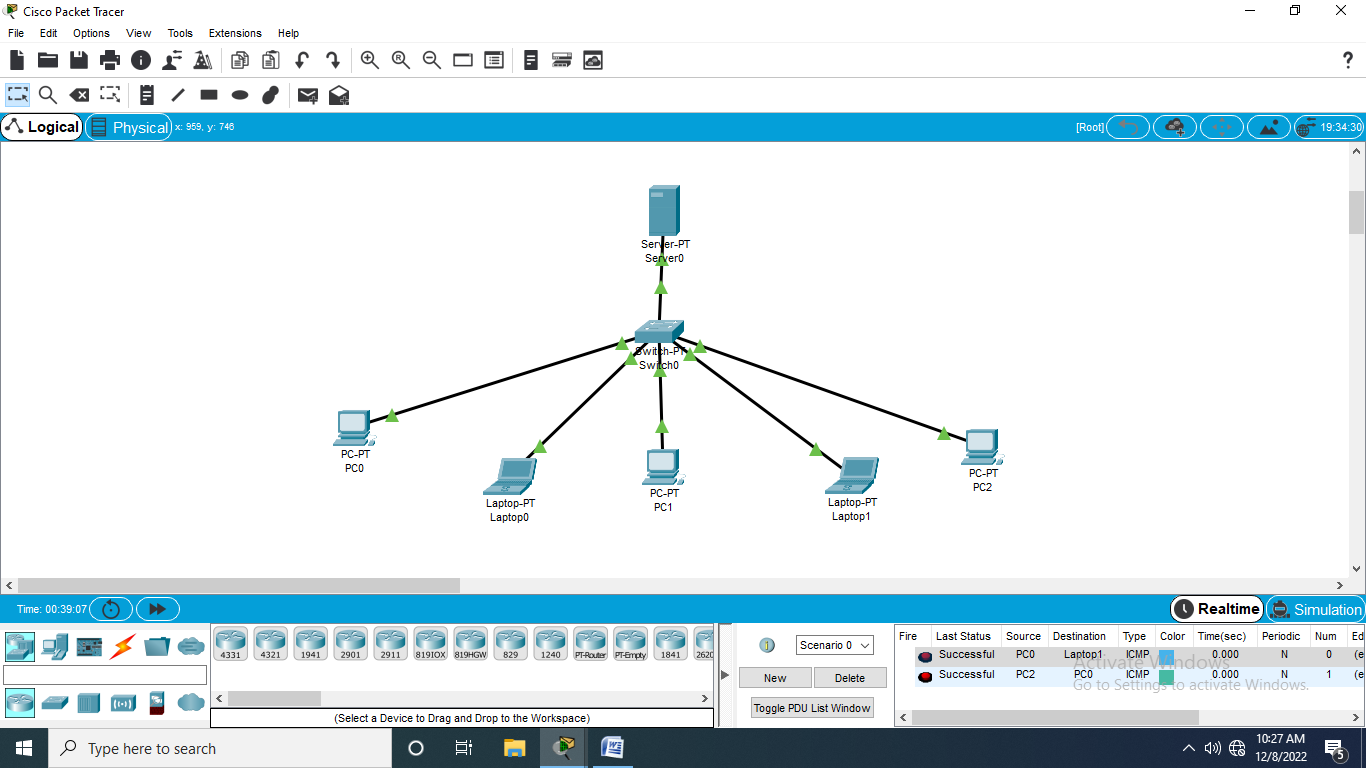 Cisco Packet Tracer
File Edit Options View Tools Extensions Help
?
Logical Physical x: 959, y: 746 [Root] 19:34:30
Server-PT
Server0
Switch-PT
Switch0
PC-PT
PC0
Laptop-PT
Laptop0
PC-PT
PC1
Laptop-PT
Laptop1
PC-PT
PC2
Time: 00:39:07 Realtime Simulation
4331 4321 1941 2901 2911 819IOX 819HGW 829 1240 PT-Router PT-Empty 1841 2620
(Select a Device to Drag and Drop to the Workspace)
Scenario 0
New Delete
Toggle PDU List Window
Fire Last Status Source Destination Type Color Time(sec) Periodic Num Ed
Successful PC0 Laptop1 ICMP 0.000 N 0 (e
Successful PC2 PC0 ICMP 0.000 N 1 (e
Activate Windows
Go to Settings to activate Windows.
Type here to search
10:27 AM
12/8/2022
5